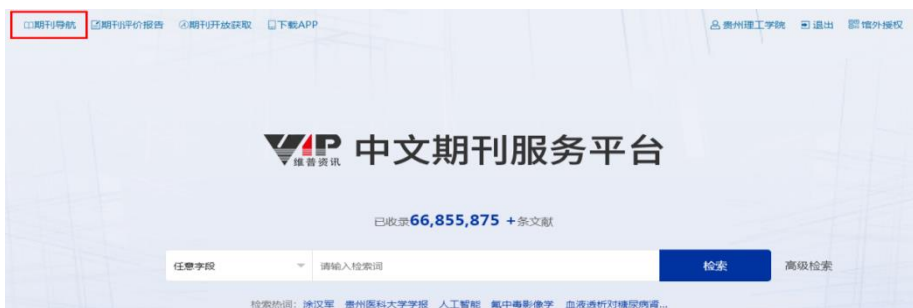 期刊导航 期刊评价报告 期刊开放获取 下载APP 贵州理工学院 退出 馆外授权
VIP 维普资讯 中文期刊服务平台
已收录66,855,875 +条文献
任意字段 请输入检索词 检索 高级检索
检索热词: 涂汉军 贵州医科大学学报 人工智能 氟中毒影像学 血液透析对糖尿病肾...